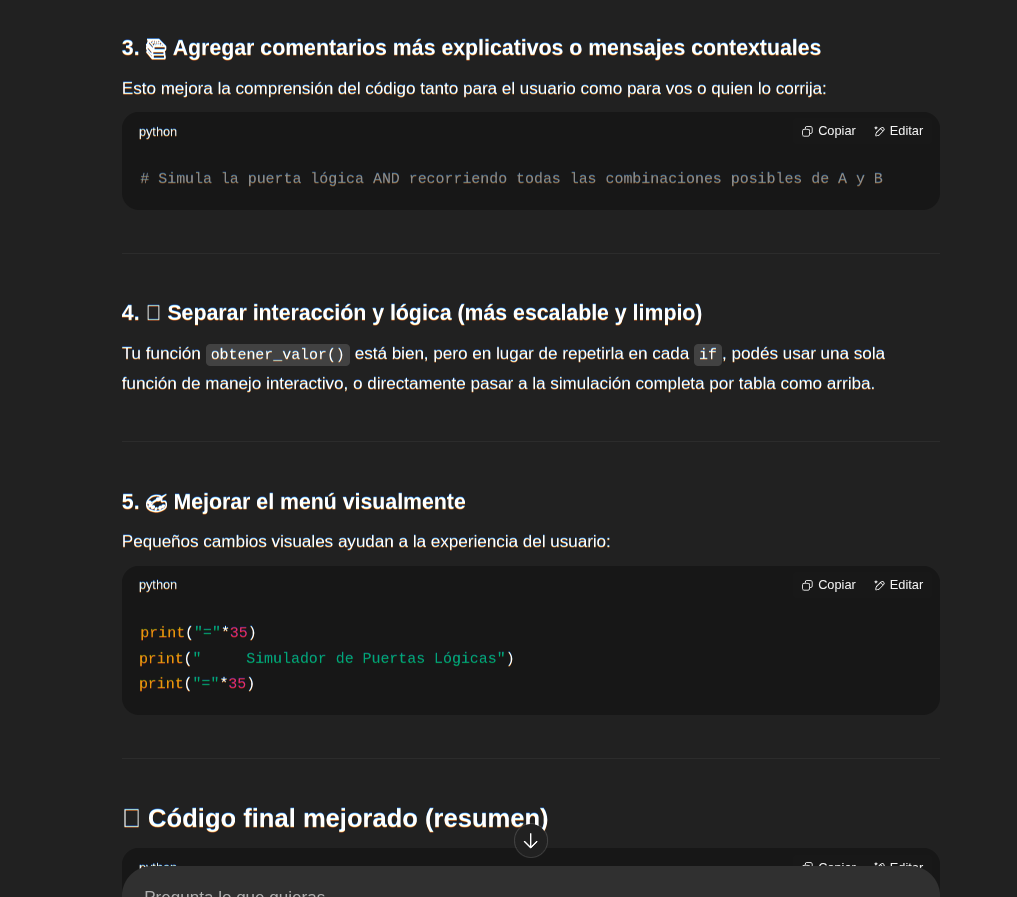 3. 📚 Agregar comentarios más explicativos o mensajes contextuales
Esto mejora la comprensión del código tanto para el usuario como para vos o quien lo corrija:
python
Copiar
Editar
# Simula la puerta lógica AND recorriendo todas las combinaciones posibles de A y B
4. Separar interacción y lógica (más escalable y limpio)
Tu función obtener_valor() está bien, pero en lugar de repetirla en cada if, podés usar una sola
función de manejo interactivo, o directamente pasar a la simulación completa por tabla como arriba.
5. Mejorar el menú visualmente
Pequeños cambios visuales ayudan a la experiencia del usuario:
python
Copiar
Editar
print("="*35)
print("     Simulador de Puertas Lógicas")
print("="*35)
Código final mejorado (resumen)
python
Copiar
Editar
Pregunta lo que quieras